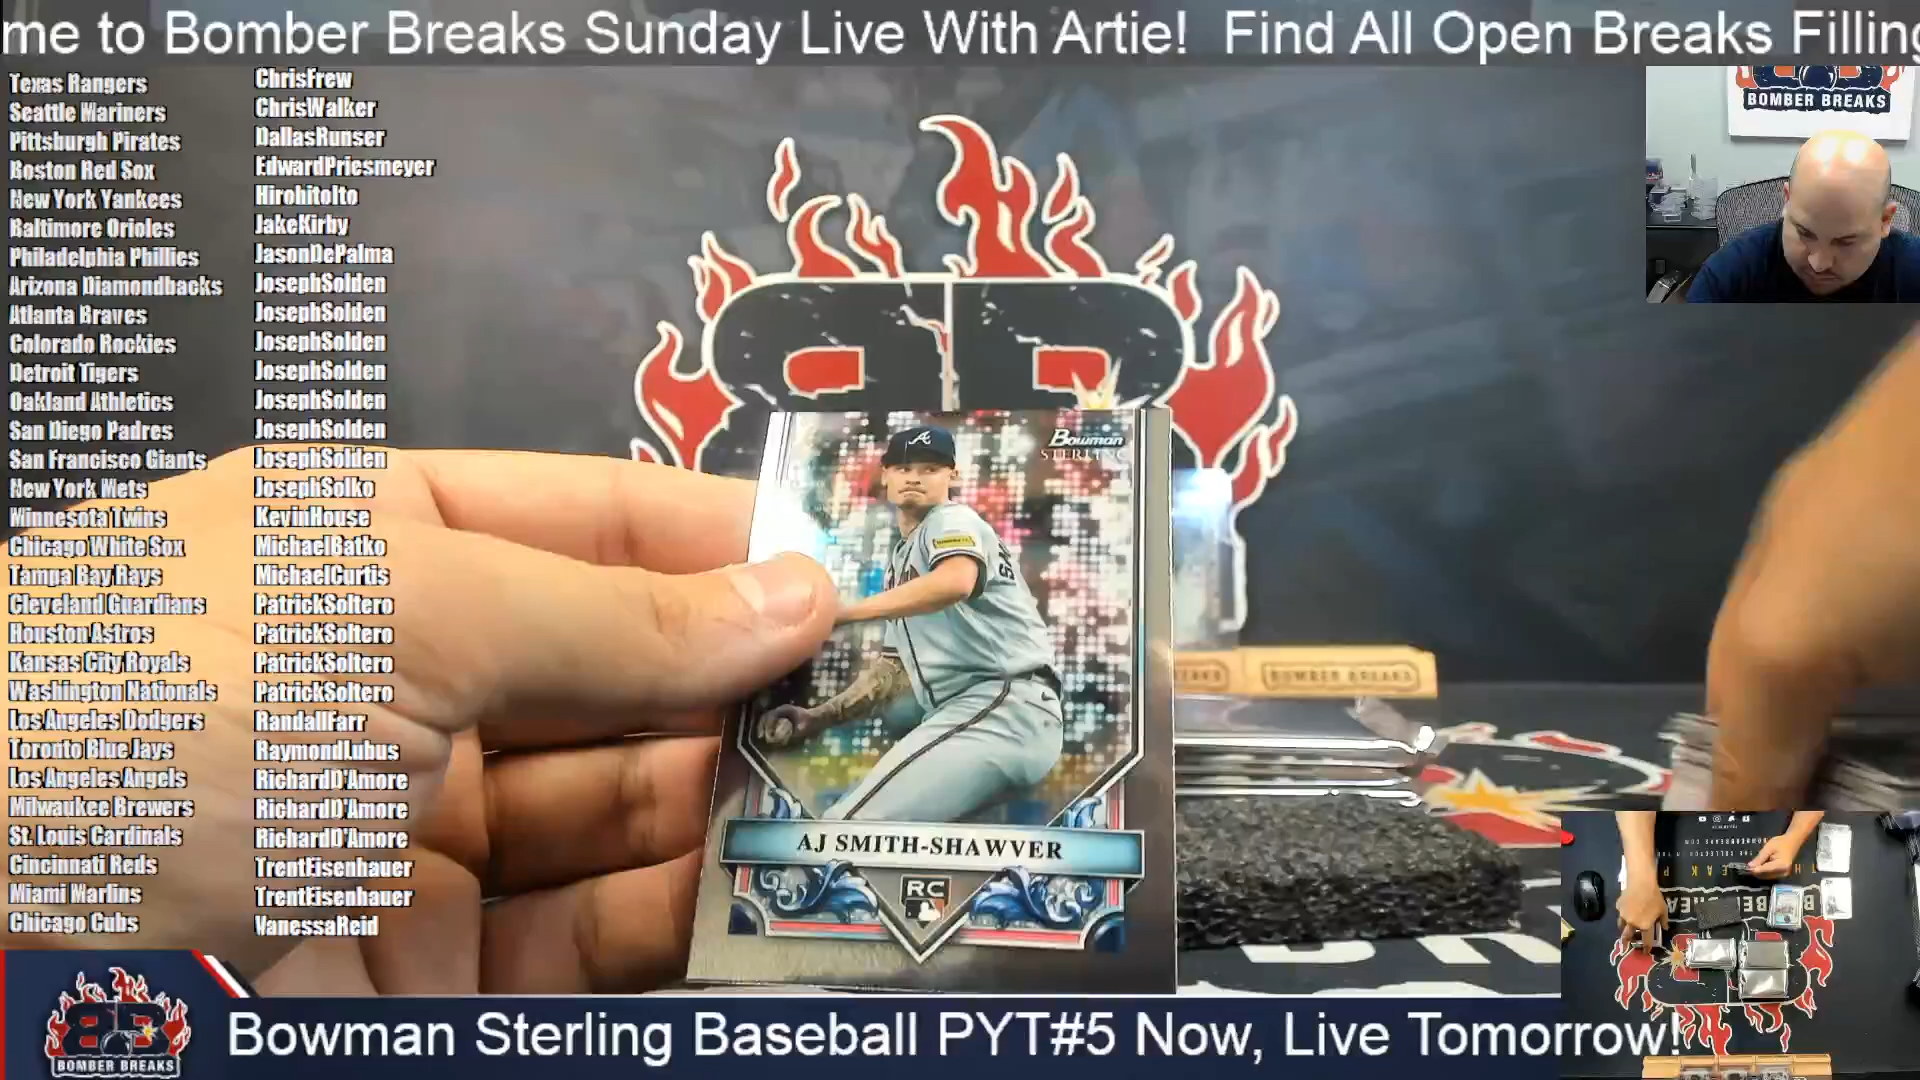 me to Bomber Breaks Sunday Live With Artie! Find All Open Breaks Filling
Texas Rangers ChrisFrew
Seattle Mariners ChrisWalker
Pittsburgh Pirates DallasRunser
Boston Red Sox EdwardPriesmeyer
New York Yankees HirohitoIto
Baltimore Orioles JakeKirby
Philadelphia Phillies JasonDePalma
Arizona Diamondbacks JosephSolden
Atlanta Braves JosephSolden
Colorado Rockies JosephSolden
Detroit Tigers JosephSolden
Oakland Athletics JosephSolden
San Diego Padres JosephSolden
San Francisco Giants JosephSolden
New York Mets JosephSolko
Minnesota Twins KevinHouse
Chicago White Sox MichaelBatko
Tampa Bay Rays MichaelCurtis
Cleveland Guardians PatrickSoltero
Houston Astros PatrickSoltero
Kansas City Royals PatrickSoltero
Washington Nationals PatrickSoltero
Los Angeles Dodgers RandallFarr
Toronto Blue Jays RaymondLuhus
Los Angeles Angels RichardD'Amore
Milwaukee Brewers RichardD'Amore
St. Louis Cardinals RichardD'Amore
Cincinnati Reds TrentEisenhauer
Miami Marlins TrentEisenhauer
Chicago Cubs VanessaReid
BOMBER BREAKS
Bowman
STERLING
BOMBER BREAKS
AJ SMITH-SHAWVER
RC
BOMBER BREAKS
Bowman Sterling Baseball PYT#5 Now, Live Tomorrow!